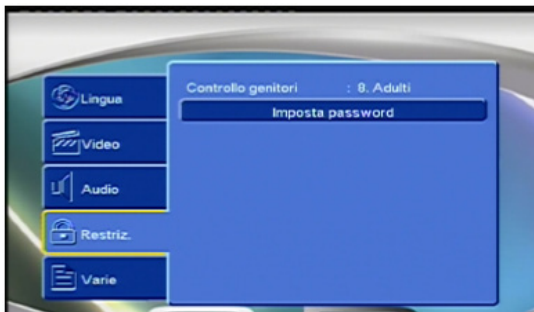 Lingua
Video
Audio
Restriz.
Varie
Controllo genitori : 8. Adulti
Imposta password